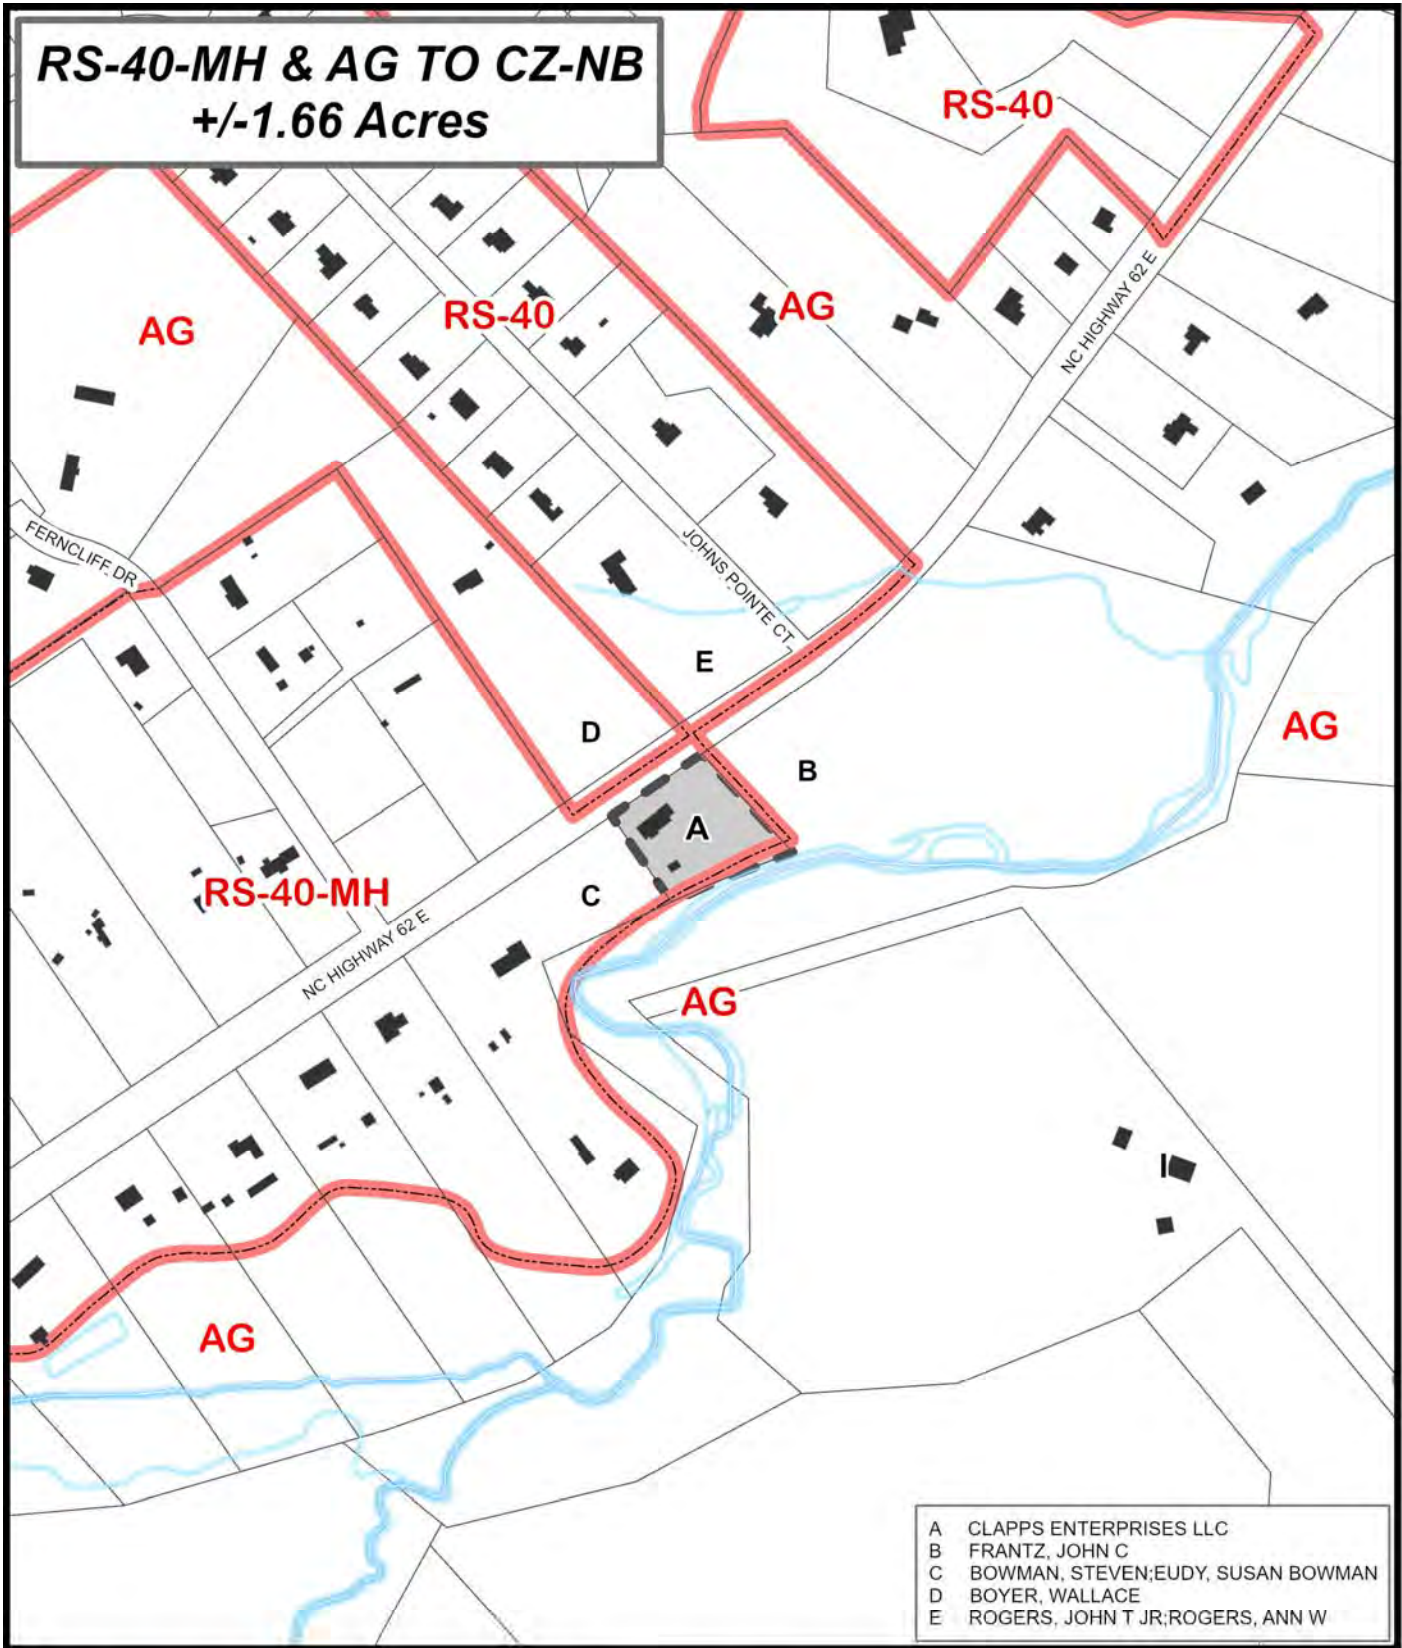 RS-40-MH & AG TO CZ-NB
+/-1.66 Acres
RS-40
NC HIGHWAY 62 E
AG
RS-40
AG
FERNCLIFF DR
JOHNS POINTE CT
E
D
B
AG
A
RS-40-MH
C
NC HIGHWAY 62 E
AG
AG
A CLAPPS ENTERPRISES LLC
B FRANTZ, JOHN C
C BOWMAN, STEVEN;EUDY, SUSAN BOWMAN
D BOYER, WALLACE
E ROGERS, JOHN T JR;ROGERS, ANN W